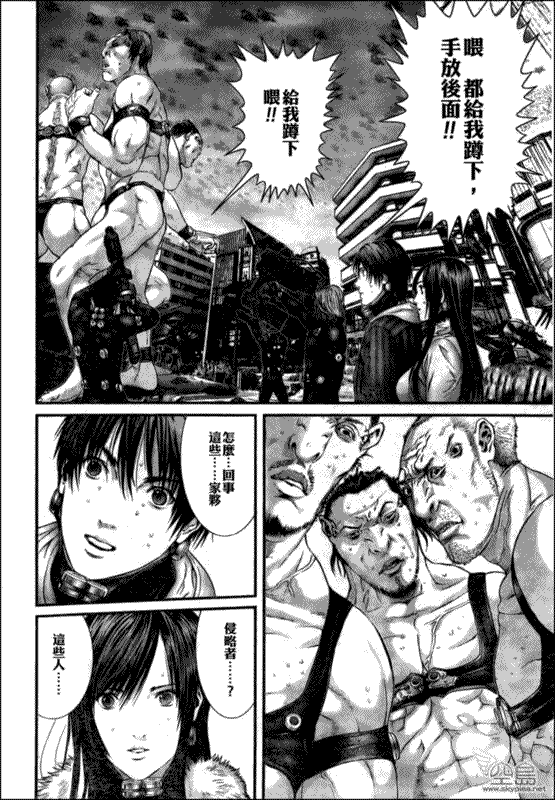 喂 都給我蹲下，
手放後面!!
給我蹲下
喂!!
怎麼…回事
這些……家夥
侵略者……?
這些人……
www.skypiea.net